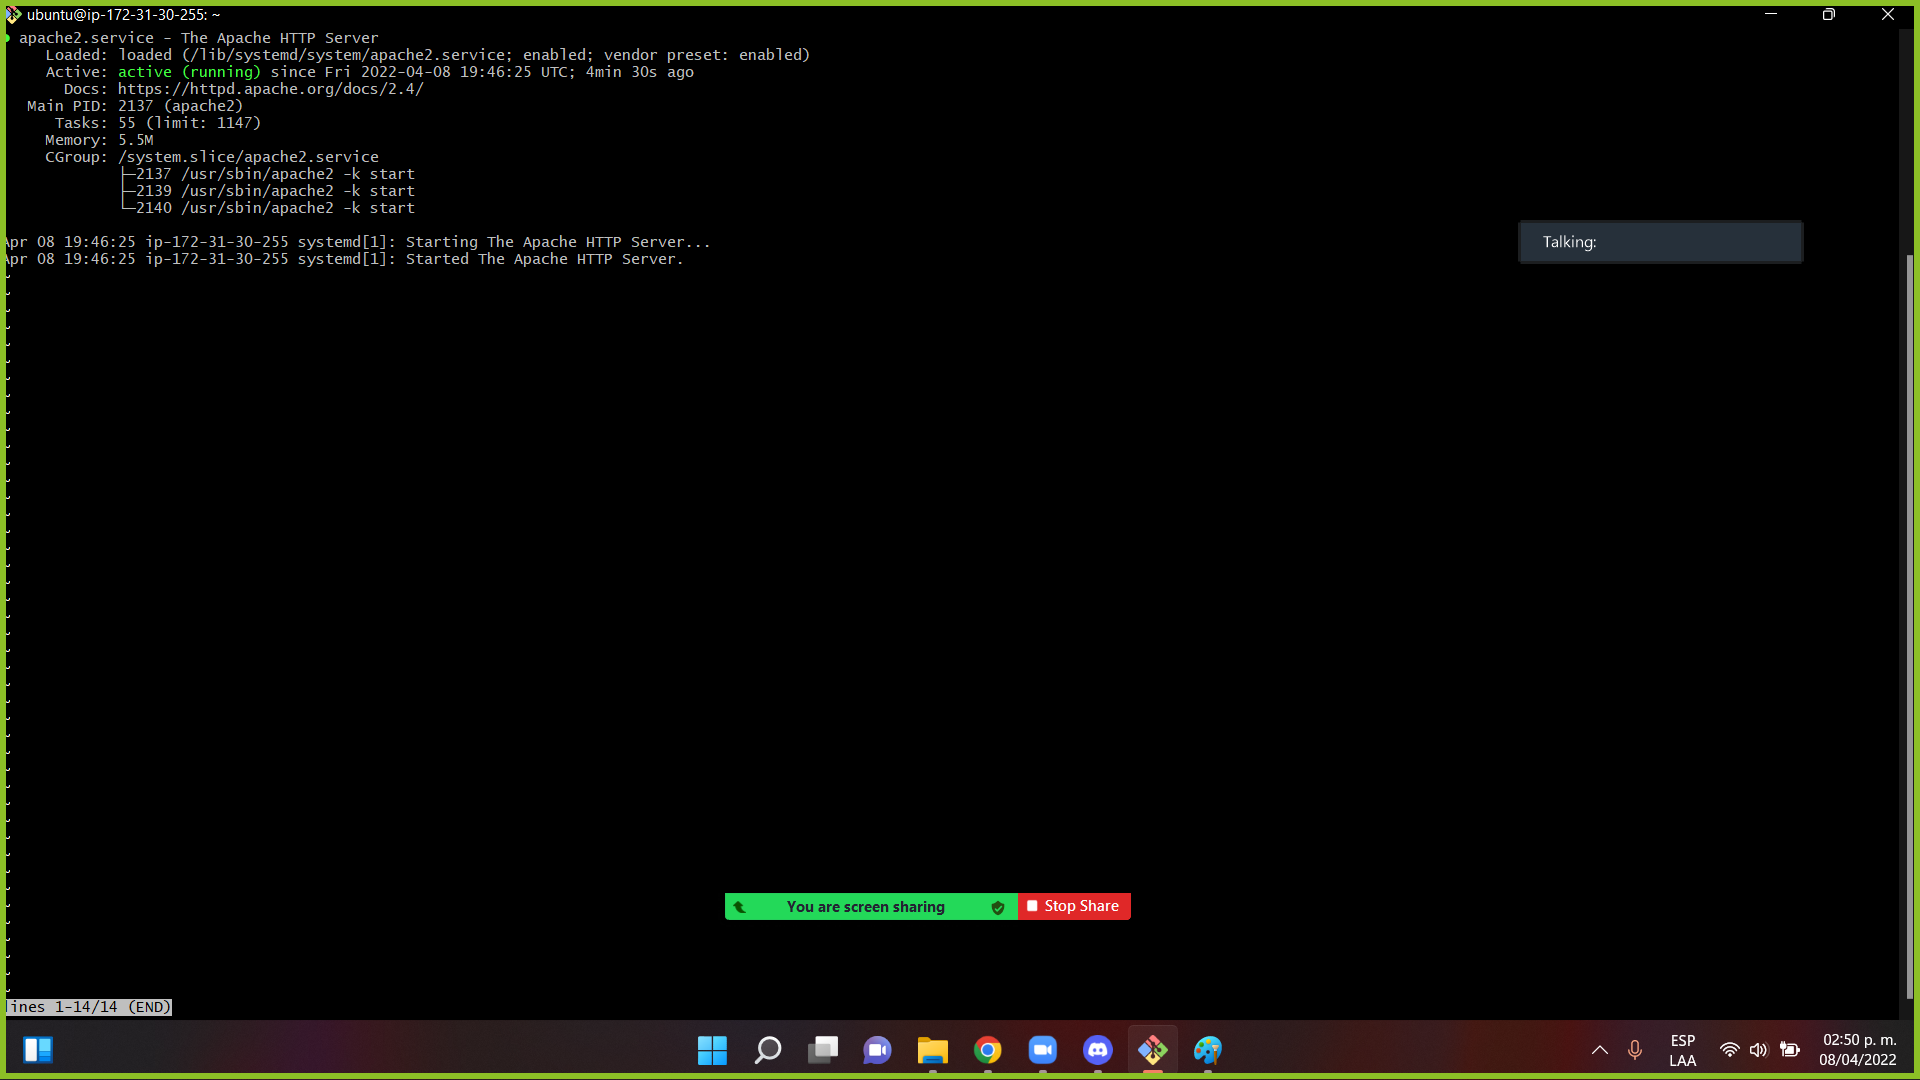 ubuntu@ip-172-31-30-255: ~
● apache2.service - The Apache HTTP Server
Loaded: loaded (/lib/systemd/system/apache2.service; enabled; vendor preset: enabled)
Active: active (running) since Fri 2022-04-08 19:46:25 UTC; 4min 30s ago
Docs: https://httpd.apache.org/docs/2.4/
Main PID: 2137 (apache2)
Tasks: 55 (limit: 1147)
Memory: 5.5M
CGroup: /system.slice/apache2.service
├─2137 /usr/sbin/apache2 -k start
├─2139 /usr/sbin/apache2 -k start
└─2140 /usr/sbin/apache2 -k start
Apr 08 19:46:25 ip-172-31-30-255 systemd[1]: Starting The Apache HTTP Server...
Apr 08 19:46:25 ip-172-31-30-255 systemd[1]: Started The Apache HTTP Server.
Talking:
You are screen sharing
Stop Share
lines 1-14/14 (END)
ESP
LAA
02:50 p. m.
08/04/2022